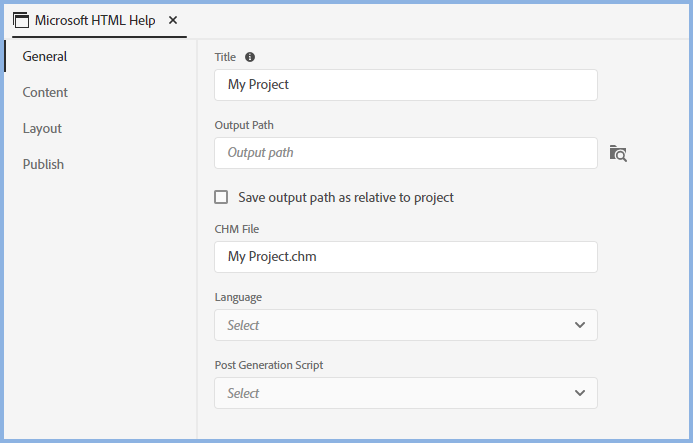 Microsoft HTML Help
General
Content
Layout
Publish
Title
My Project
Output Path
Output path
Save output path as relative to project
CHM File
My Project.chm
Language
Select
Post Generation Script
Select